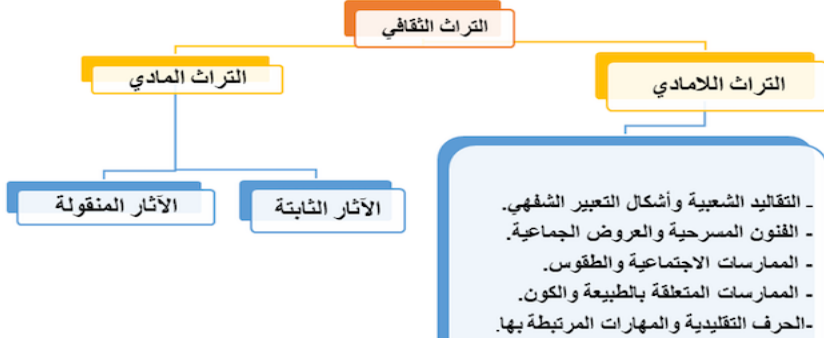 التراث الثقافي
التراث اللامادي
التراث المادي
- التقاليد الشعبية وأشكال التعبير الشفهي.
- الفنون المسرحية والعروض الجماعية.
- الممارسات الاجتماعية والطقوس.
- الممارسات المتعلقة بالطبيعة والكون.
-الحرف التقليدية والمهارات المرتبطة بها.
الآثار الثابتة
الآثار المنقولة